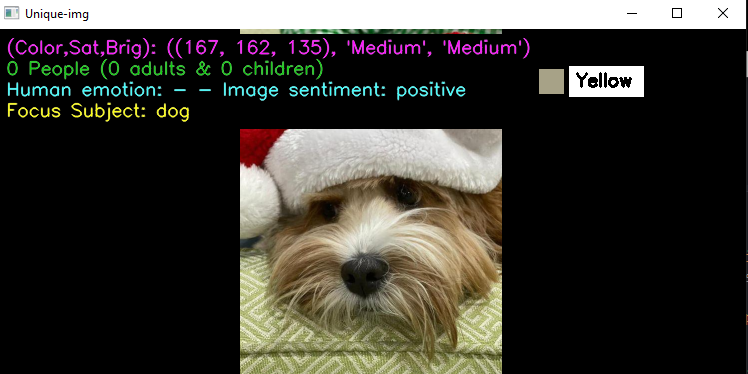 Unique-img
(Color,Sat,Brig): ((167, 162, 135), 'Medium', 'Medium')
0 People (0 adults & 0 children)
Human emotion: - - Image sentiment: positive
Yellow
Focus Subject: dog